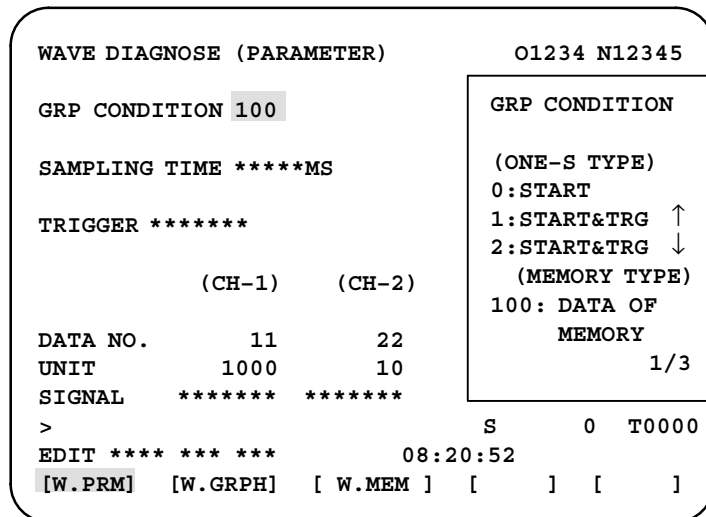 WAVE DIAGNOSE (PARAMETER) O1234 N12345
GRP CONDITION 100
SAMPLING TIME *****MS
TRIGGER *******
(CH-1) (CH-2)
DATA NO. 11 22
UNIT 1000 10
SIGNAL ******* *******
GRP CONDITION
(ONE-S TYPE)
0:START
1:START&TRG ↑
2:START&TRG ↓
(MEMORY TYPE)
100: DATA OF
MEMORY
1/3
> S 0 T0000
EDIT **** *** *** 08:20:52
[W.PRM] [W.GRPH] [ W.MEM ] [ ] [ ]